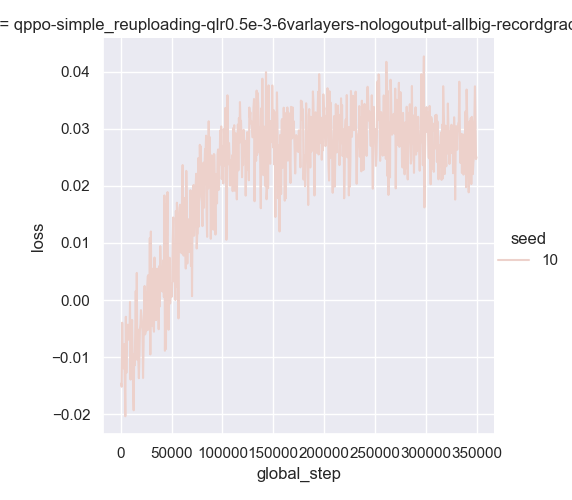 = qppo-simple_reuploading-qlr0.5e-3-6varlayers-nologoutput-allbig-recordgrad
0.04
0.03
0.02
0.01
0.00
−0.01
−0.02
loss
0 50000 100000 150000 200000 250000 300000 350000
global_step
seed
10